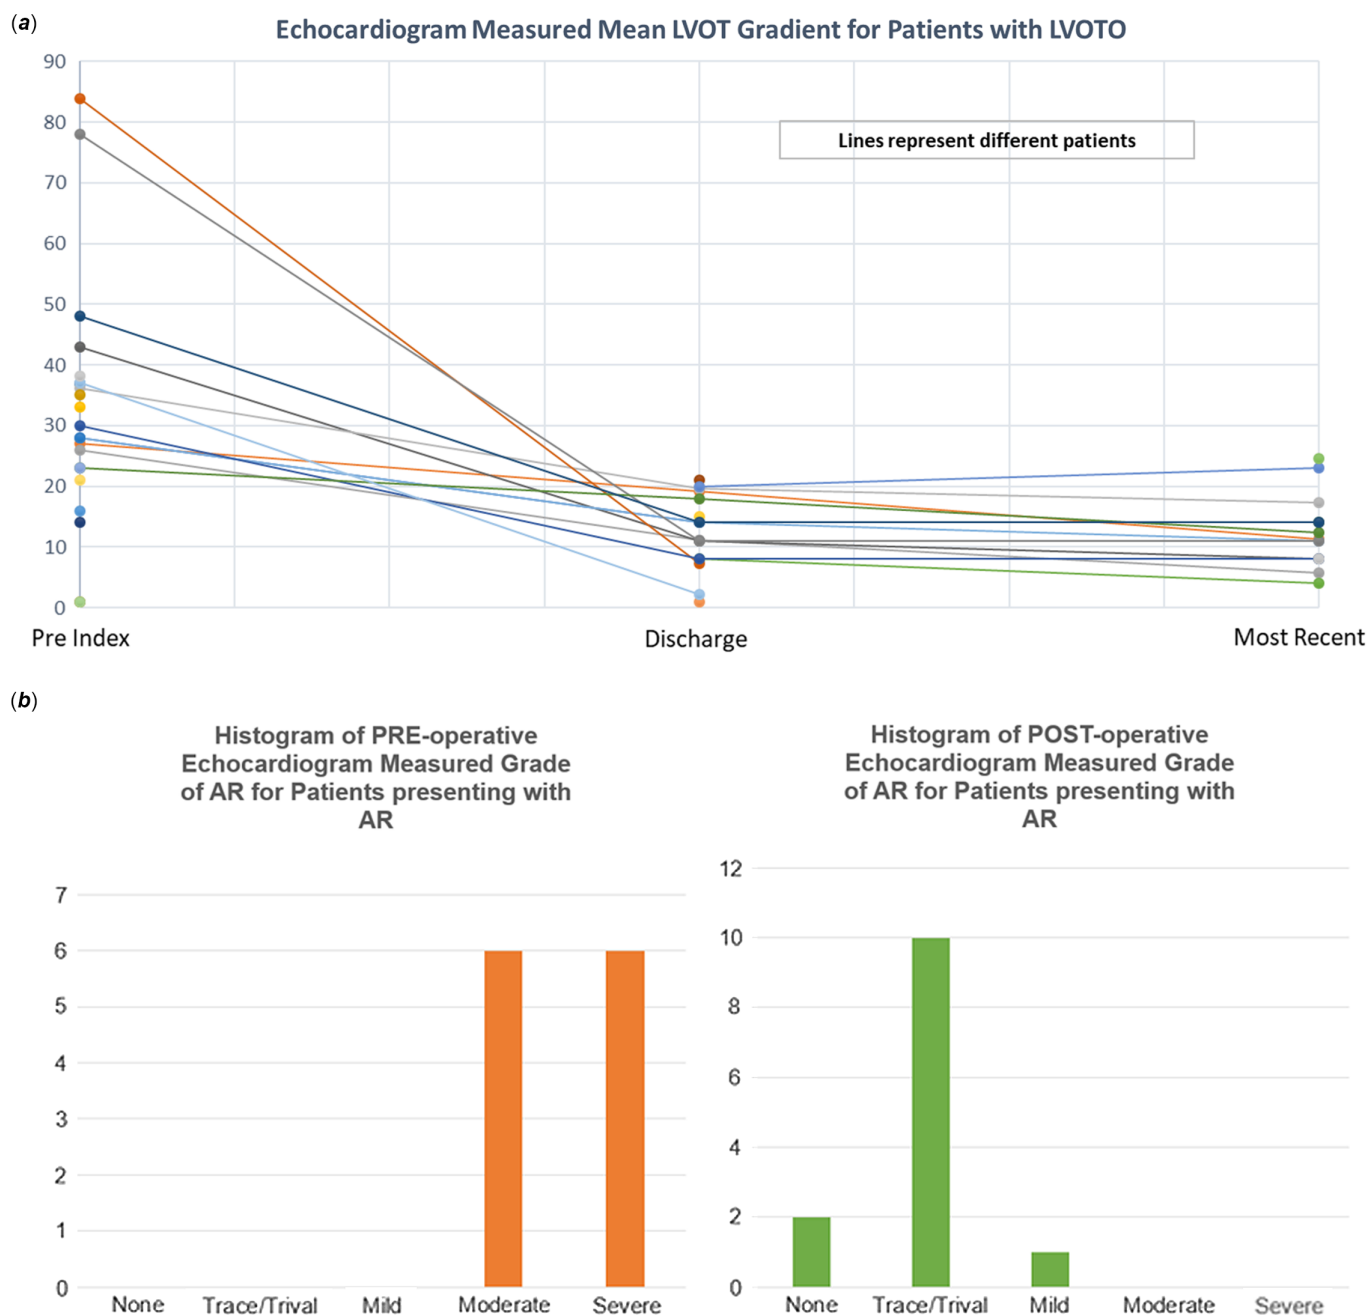 (a)
Echocardiogram Measured Mean LVOT Gradient for Patients with LVOTO
90
80
70
60
50
40
30
20
10
0
Lines represent different patients
Pre Index
Discharge
Most Recent
(b)
Histogram of PRE-operative
Echocardiogram Measured Grade
of AR for Patients presenting with
AR
7
6
5
4
3
2
1
0
None
Trace/Trival
Mild
Moderate
Severe
Histogram of POST-operative
Echocardiogram Measured Grade
of AR for Patients presenting with
AR
12
10
8
6
4
2
0
None
Trace/Trival
Mild
Moderate
Severe